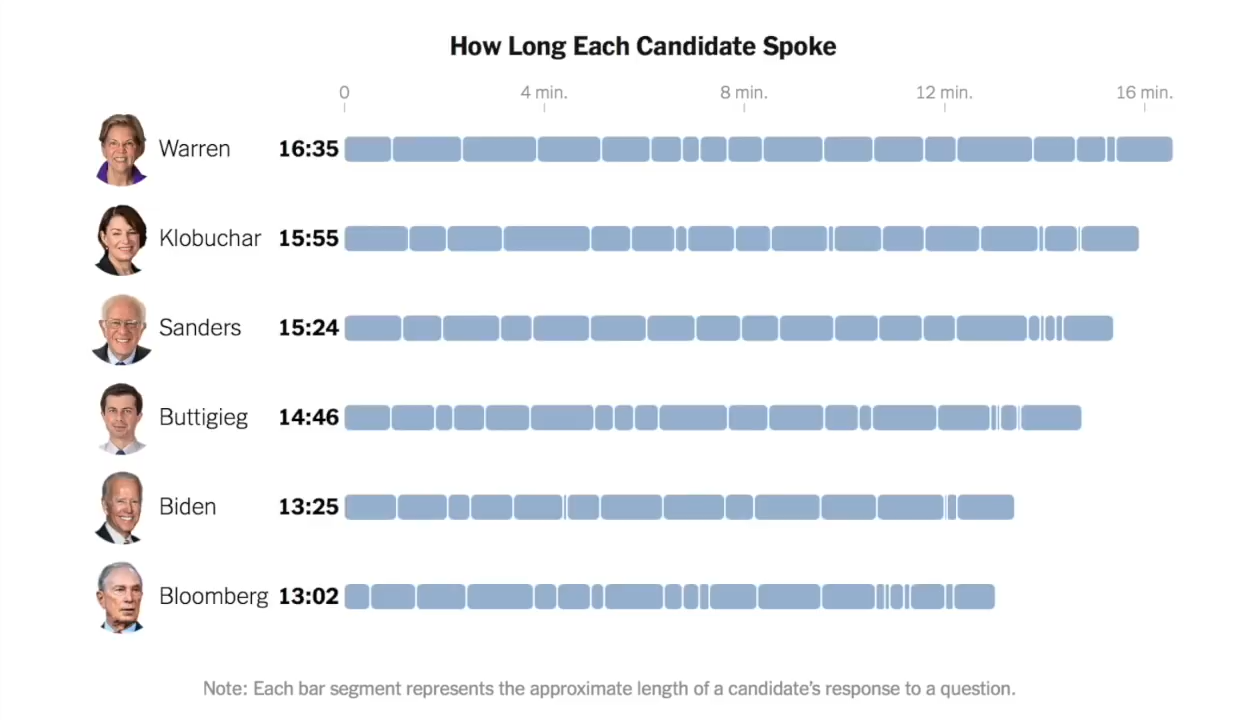 How Long Each Candidate Spoke
0 4 min. 8 min. 12 min. 16 min.
Warren 16:35
Klobuchar 15:55
Sanders 15:24
Buttigieg 14:46
Biden 13:25
Bloomberg 13:02
Note: Each bar segment represents the approximate length of a candidate’s response to a question.